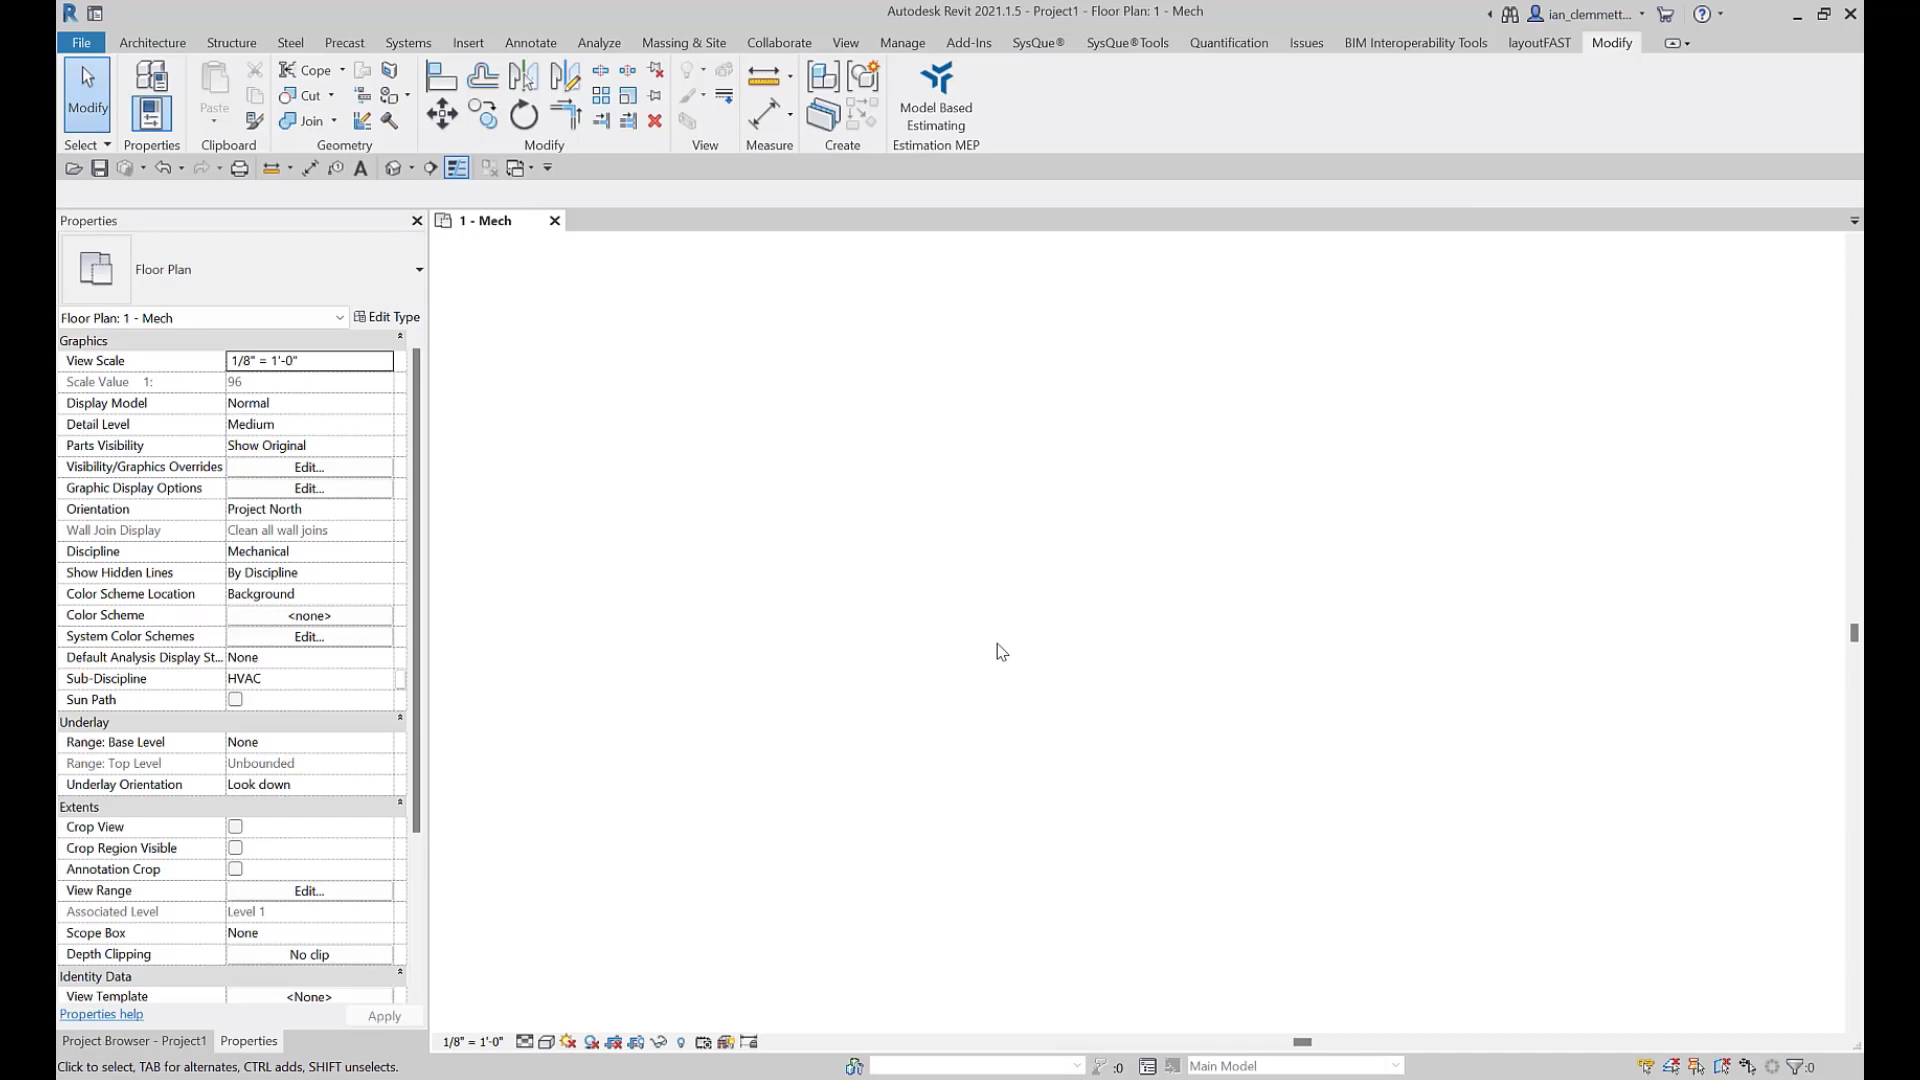 Autodesk Revit 2021.1.5 - Project1 - Floor Plan: 1 - Mech
ian_clemmett...
File Architecture Structure Steel Precast Systems Insert Annotate Analyze Massing & Site Collaborate View Manage Add-Ins SysQue® SysQue®Tools Quantification Issues BIM Interoperability Tools layoutFAST Modify
Modify
Paste
Cope
Cut
Join
Model Based
Estimating
Select Properties Clipboard Geometry Modify View Measure Create Estimation MEP
Properties
1 - Mech
Floor Plan
Floor Plan: 1 - Mech
Edit Type
Graphics
View Scale 1/8" = 1'-0"
Scale Value 1: 96
Display Model Normal
Detail Level Medium
Parts Visibility Show Original
Visibility/Graphics Overrides Edit...
Graphic Display Options Edit...
Orientation Project North
Wall Join Display Clean all wall joins
Discipline Mechanical
Show Hidden Lines By Discipline
Color Scheme Location Background
Color Scheme <none>
System Color Schemes Edit...
Default Analysis Display St... None
Sub-Discipline HVAC
Sun Path
Underlay
Range: Base Level None
Range: Top Level Unbounded
Underlay Orientation Look down
Extents
Crop View
Crop Region Visible
Annotation Crop
View Range Edit...
Associated Level Level 1
Scope Box None
Depth Clipping No clip
Identity Data
View Template <None>
Properties help
Apply
Project Browser - Project1 Properties
1/8" = 1'-0"
Click to select, TAB for alternates, CTRL adds, SHIFT unselects.
:0
Main Model
:0